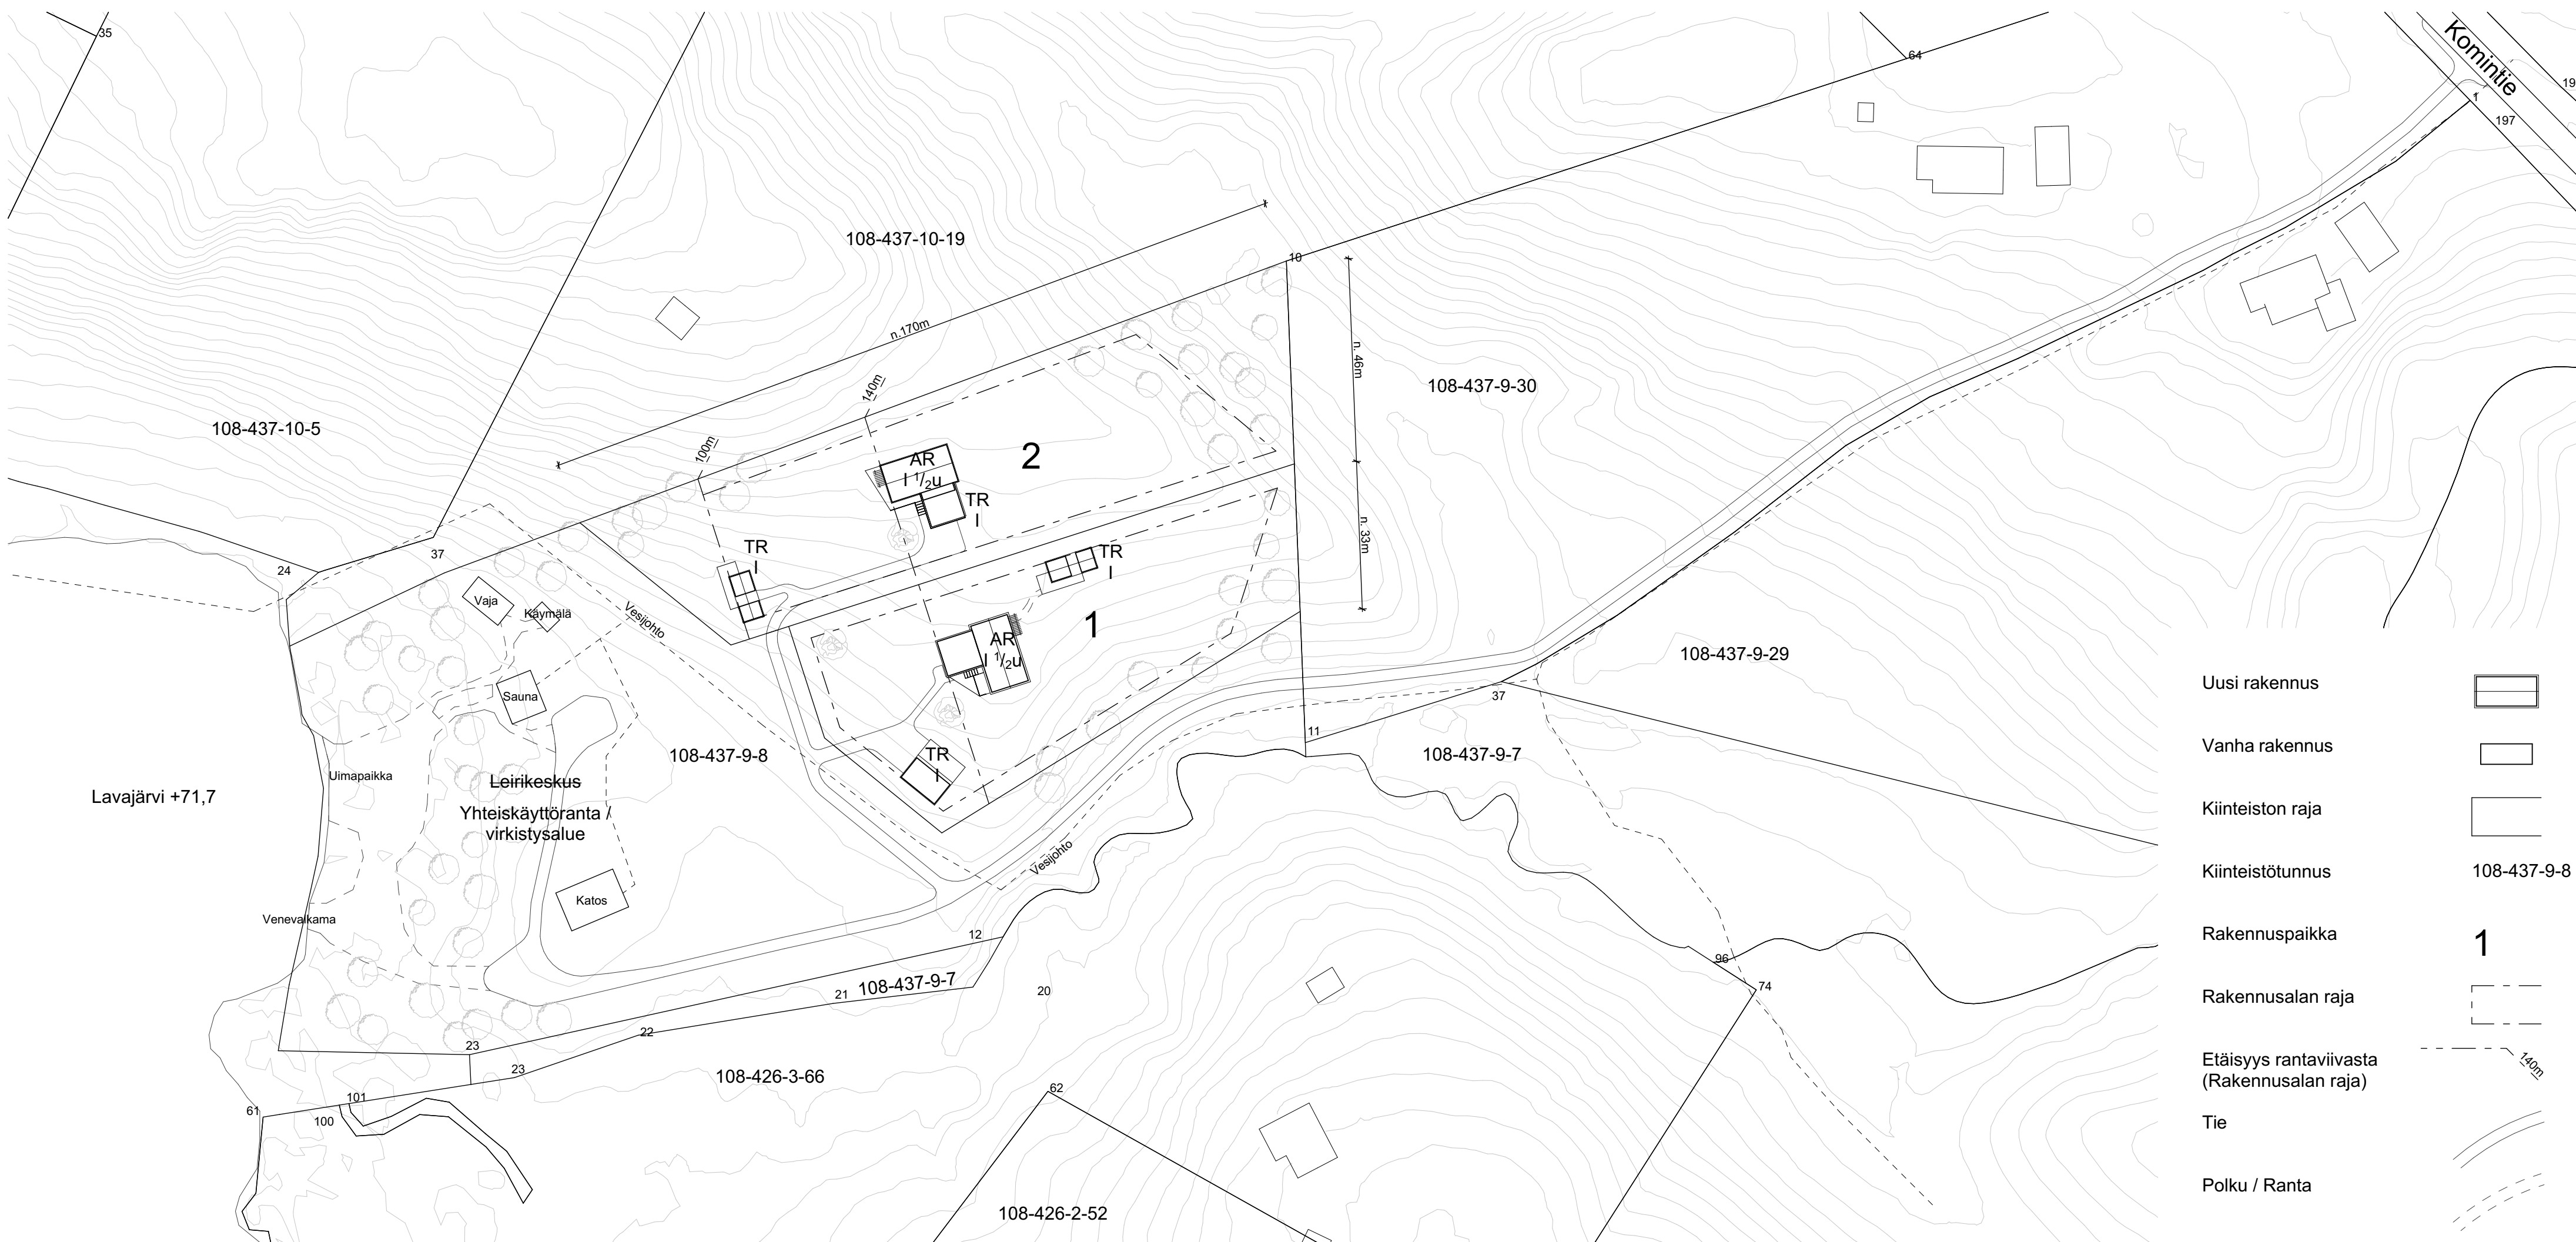 35
64
Komintie
19
1
197
108-437-10-19
10
n.170m
n. 46m
140m
108-437-9-30
108-437-10-5
100m
2
AR
I 1/2u
TR
I
n. 33m
TR
I
TR
I
37
24
Vaja
Käymälä
Vesijohto
1
AR
I 1/2u
108-437-9-29
Sauna
37
11
108-437-9-8
108-437-9-7
TR
I
Uimapaikka
Leirikeskus
Lavajärvi +71,7
Yhteiskäyttöranta /
virkistysalue
Vesijohto
Katos
Venevalkama
12
96
108-437-9-7
74
21
20
22
23
23
108-426-3-66
62
101
61
100
108-426-2-52
Uusi rakennus
Vanha rakennus
Kiinteiston raja
Kiinteistötunnus 108-437-9-8
Rakennuspaikka 1
Rakennusalan raja
Etäisyys rantaviivasta 140m
(Rakennusalan raja)
Tie
Polku / Ranta